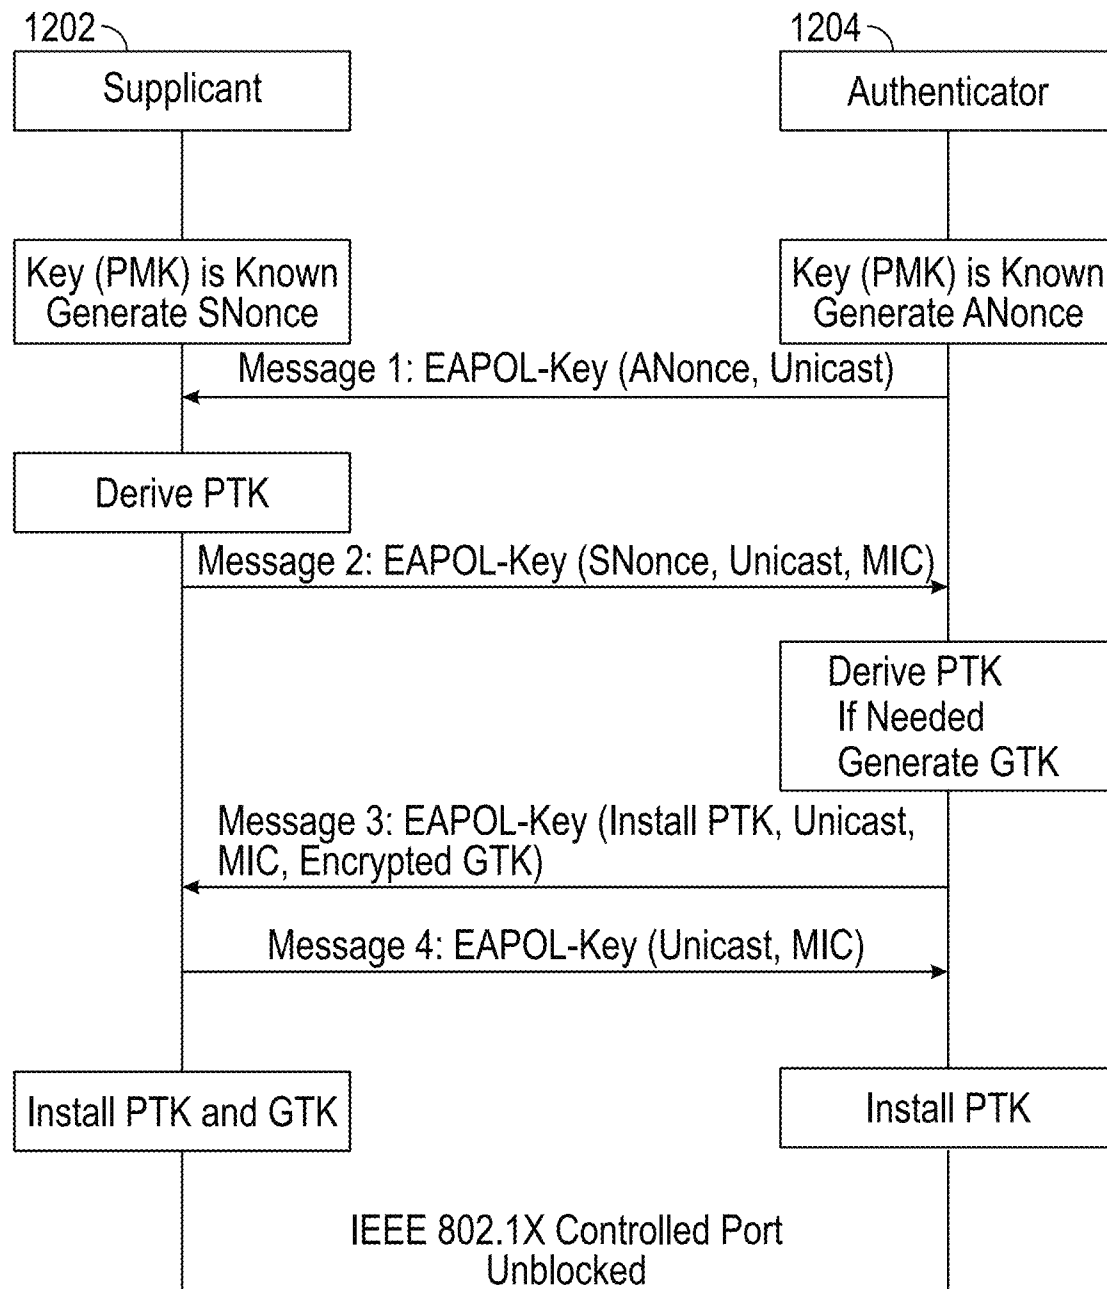 1202
1204
Supplicant
Authenticator
Key (PMK) is Known
Generate SNonce
Key (PMK) is Known
Generate ANonce
Message 1: EAPOL-Key (ANonce, Unicast)
Derive PTK
Message 2: EAPOL-Key (SNonce, Unicast, MIC)
Derive PTK
If Needed
Generate GTK
Message 3: EAPOL-Key (Install PTK, Unicast,
MIC, Encrypted GTK)
Message 4: EAPOL-Key (Unicast, MIC)
Install PTK and GTK
Install PTK
IEEE 802.1X Controlled Port
Unblocked